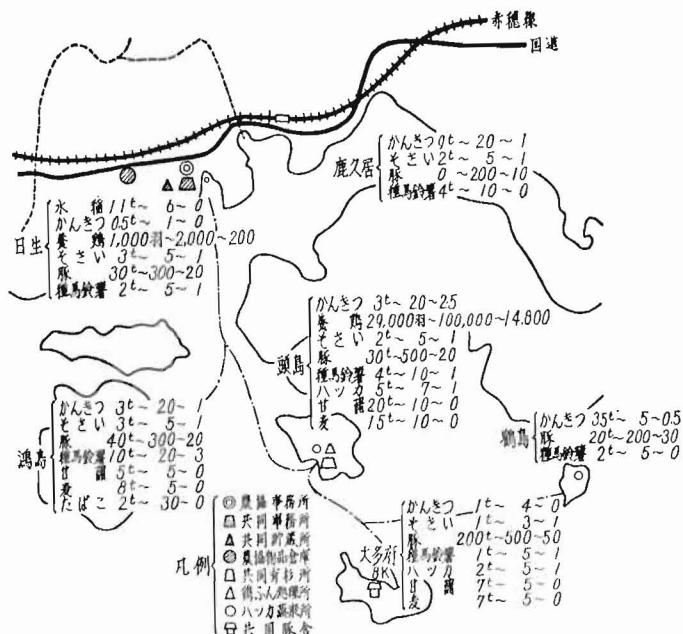 赤穂線
国道
鹿久居
かんきつ 0t～20～1
そさい 2t～5～1
豚 0～200～10
種馬鈴薯 4t～10～0
日生
水稲 11t～6～0
かんきつ 0.5t～1～0
養鶏 1,000羽～2,000～200
そさい 3t～5～1
豚 30t～300～20
種馬鈴薯 2t～5～1
頭島
かんきつ 3t～20～25
養鶏 29,000羽～100,000～14,800
そさい 2t～5～1
豚 30t～500～20
種馬鈴薯 4t～10～1
ハッカ 5t～7～1
甘藷 20t～10～0
麦 15t～10～0
鴻島
かんきつ 3t～20～1
そさい 3t～5～1
豚 40t～300～20
種馬鈴薯 10t～20～3
甘藷 5t～5～0
麦 8t～5～0
たばこ 2t～30～0
鶴島
かんきつ 35t～5～0.5
豚 20t～200～30
種馬鈴薯 2t～5～0
大多府
8K
かんきつ 1t～4～0
そさい 1t～3～1
豚 200t～500～50
種馬鈴薯 1t～5～1
ハッカ 2t～5～1
甘藷 7t～5～0
麦 7t～5～0
凡例
◎ 農協事務所
共同事務所
▲ 共同貯蔵所
農協物品倉庫
共同育雛所
△ 鶏ふん処理所
○ ハッカ蒸溜所
共同豚舎